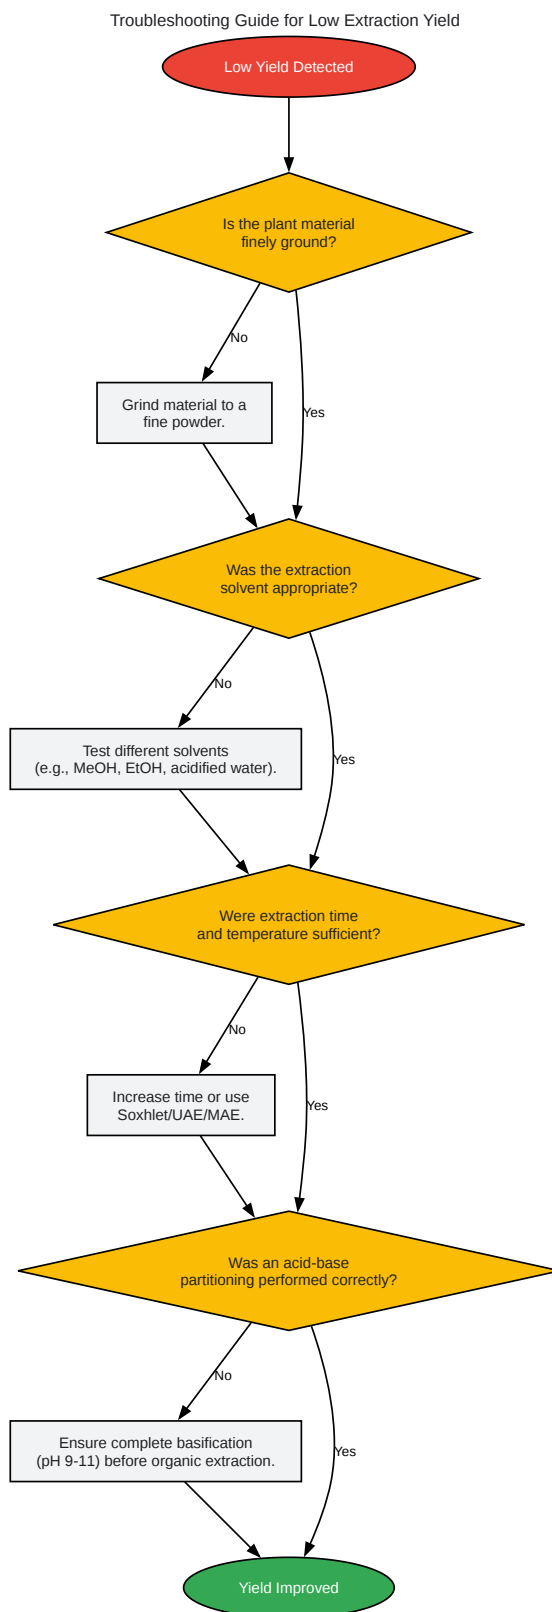 Troubleshooting Guide for Low Extraction Yield
Low Yield Detected
Is the plant material
finely ground?
No
Grind material to a
fine powder.
Yes
Was the extraction
solvent appropriate?
No
Test different solvents
(e.g., MeOH, EtOH, acidified water).
Yes
Were extraction time
and temperature sufficient?
No
Increase time or use
Soxhlet/UAE/MAE.
Yes
Was an acid-base
partitioning performed correctly?
No
Ensure complete basification
(pH 9-11) before organic extraction.
Yes
Yield Improved